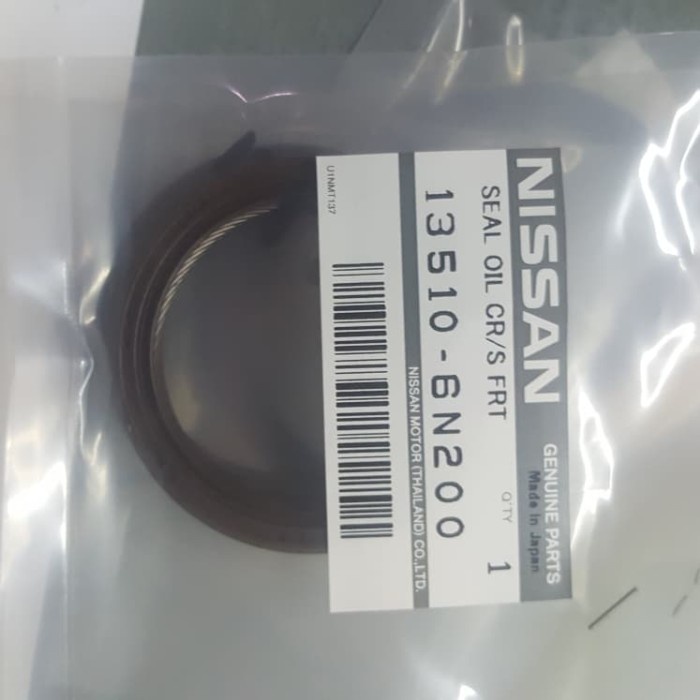 NISSAN GENUINE PARTS
Made in Japan
SEAL OIL CR/S FRT Q'TY 1
13510-6N200
NISSAN MOTOR (THAILAND) CO.,LTD.
U1NMT137